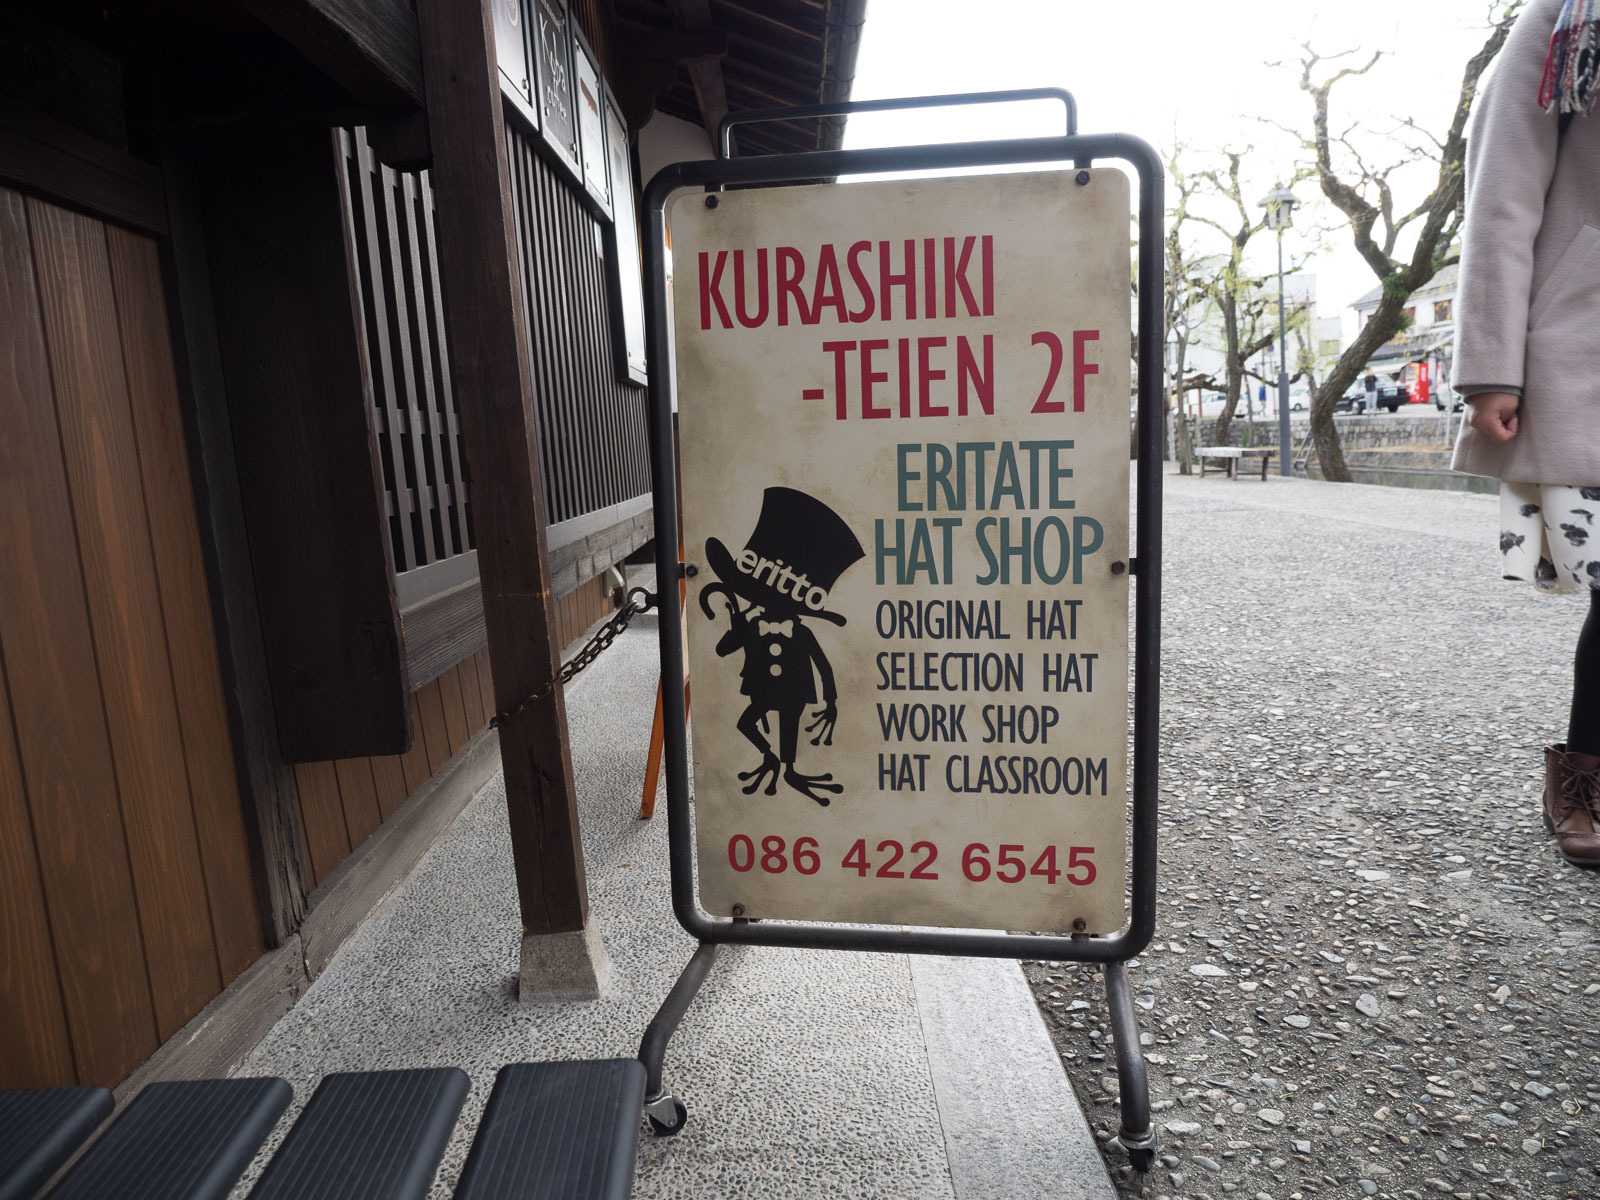 KURASHIKI
-TEIEN 2F
ERITATE
HAT SHOP
eritto
ORIGINAL HAT
SELECTION HAT
WORK SHOP
HAT CLASSROOM
086 422 6545